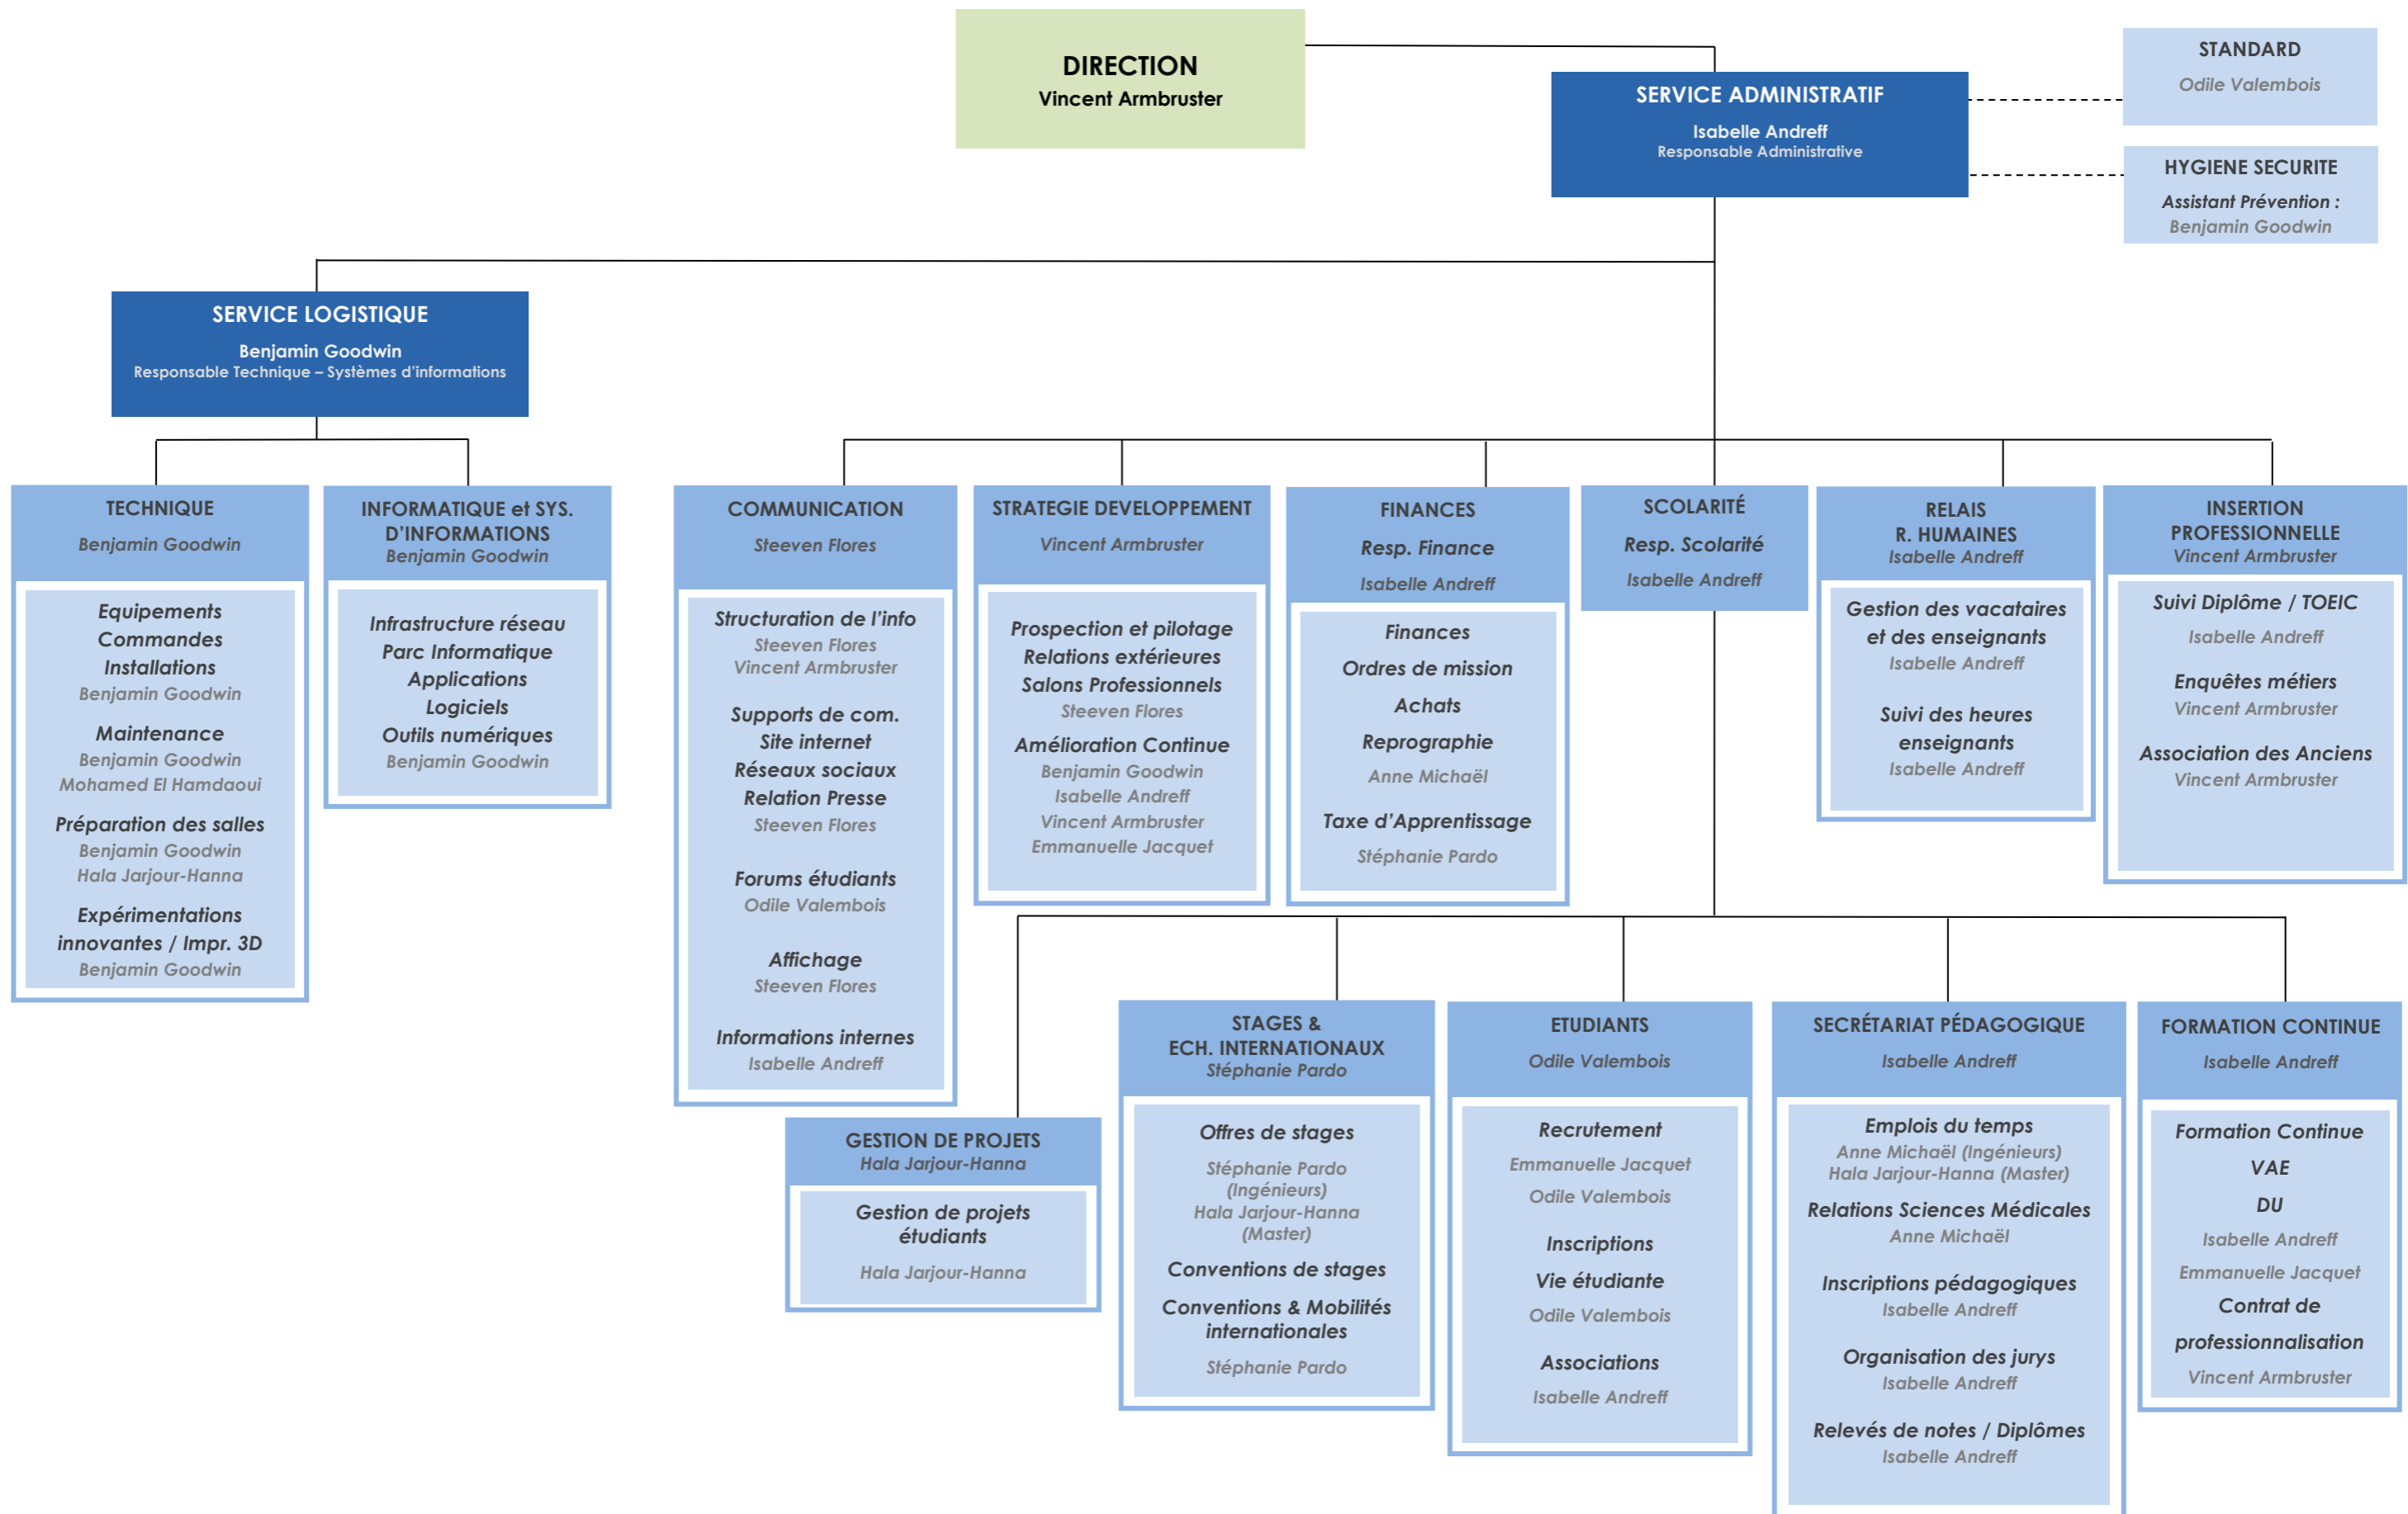 DIRECTION
Vincent Armbruster
SERVICE ADMINISTRATIF
Isabelle Andreff
Responsable Administrative
STANDARD
Odile Valembois
HYGIENE SECURITE
Assistant Prévention :
Benjamin Goodwin
SERVICE LOGISTIQUE
Benjamin Goodwin
Responsable Technique – Systèmes d'informations
TECHNIQUE
Benjamin Goodwin
Equipements
Commandes
Installations
Benjamin Goodwin
Maintenance
Benjamin Goodwin
Mohamed El Hamdaoui
Préparation des salles
Benjamin Goodwin
Hala Jarjour-Hanna
Expérimentations
innovantes / Impr. 3D
Benjamin Goodwin
INFORMATIQUE et SYS.
D'INFORMATIONS
Benjamin Goodwin
Infrastructure réseau
Parc Informatique
Applications
Logiciels
Outils numériques
Benjamin Goodwin
COMMUNICATION
Steeven Flores
Structuration de l'info
Steeven Flores
Vincent Armbruster
Supports de com.
Site internet
Réseaux sociaux
Relation Presse
Steeven Flores
Forums étudiants
Odile Valembois
Affichage
Steeven Flores
Informations internes
Isabelle Andreff
STRATEGIE DEVELOPPEMENT
Vincent Armbruster
Prospection et pilotage
Relations extérieures
Salons Professionnels
Steeven Flores
Amélioration Continue
Benjamin Goodwin
Isabelle Andreff
Vincent Armbruster
Emmanuelle Jacquet
FINANCES
Resp. Finance
Isabelle Andreff
Finances
Ordres de mission
Achats
Reprographie
Anne Michaël
Taxe d'Apprentissage
Stéphanie Pardo
SCOLARITÉ
Resp. Scolarité
Isabelle Andreff
RELAIS
R. HUMAINES
Isabelle Andreff
Gestion des vacataires
et des enseignants
Isabelle Andreff
Suivi des heures
enseignants
Isabelle Andreff
INSERTION
PROFESSIONNELLE
Vincent Armbruster
Suivi Diplôme / TOEIC
Isabelle Andreff
Enquêtes métiers
Vincent Armbruster
Association des Anciens
Vincent Armbruster
GESTION DE PROJETS
Hala Jarjour-Hanna
Gestion de projets
étudiants
Hala Jarjour-Hanna
STAGES &
ECH. INTERNATIONAUX
Stéphanie Pardo
Offres de stages
Stéphanie Pardo
(Ingénieurs)
Hala Jarjour-Hanna
(Master)
Conventions de stages
Conventions & Mobilités
internationales
Stéphanie Pardo
ETUDIANTS
Odile Valembois
Recrutement
Emmanuelle Jacquet
Odile Valembois
Inscriptions
Vie étudiante
Odile Valembois
Associations
Isabelle Andreff
SECRÉTARIAT PÉDAGOGIQUE
Isabelle Andreff
Emplois du temps
Anne Michaël (Ingénieurs)
Hala Jarjour-Hanna (Master)
Relations Sciences Médicales
Anne Michaël
Inscriptions pédagogiques
Isabelle Andreff
Organisation des jurys
Isabelle Andreff
Relevés de notes / Diplômes
Isabelle Andreff
FORMATION CONTINUE
Isabelle Andreff
Formation Continue
VAE
DU
Isabelle Andreff
Emmanuelle Jacquet
Contrat de
professionnalisation
Vincent Armbruster